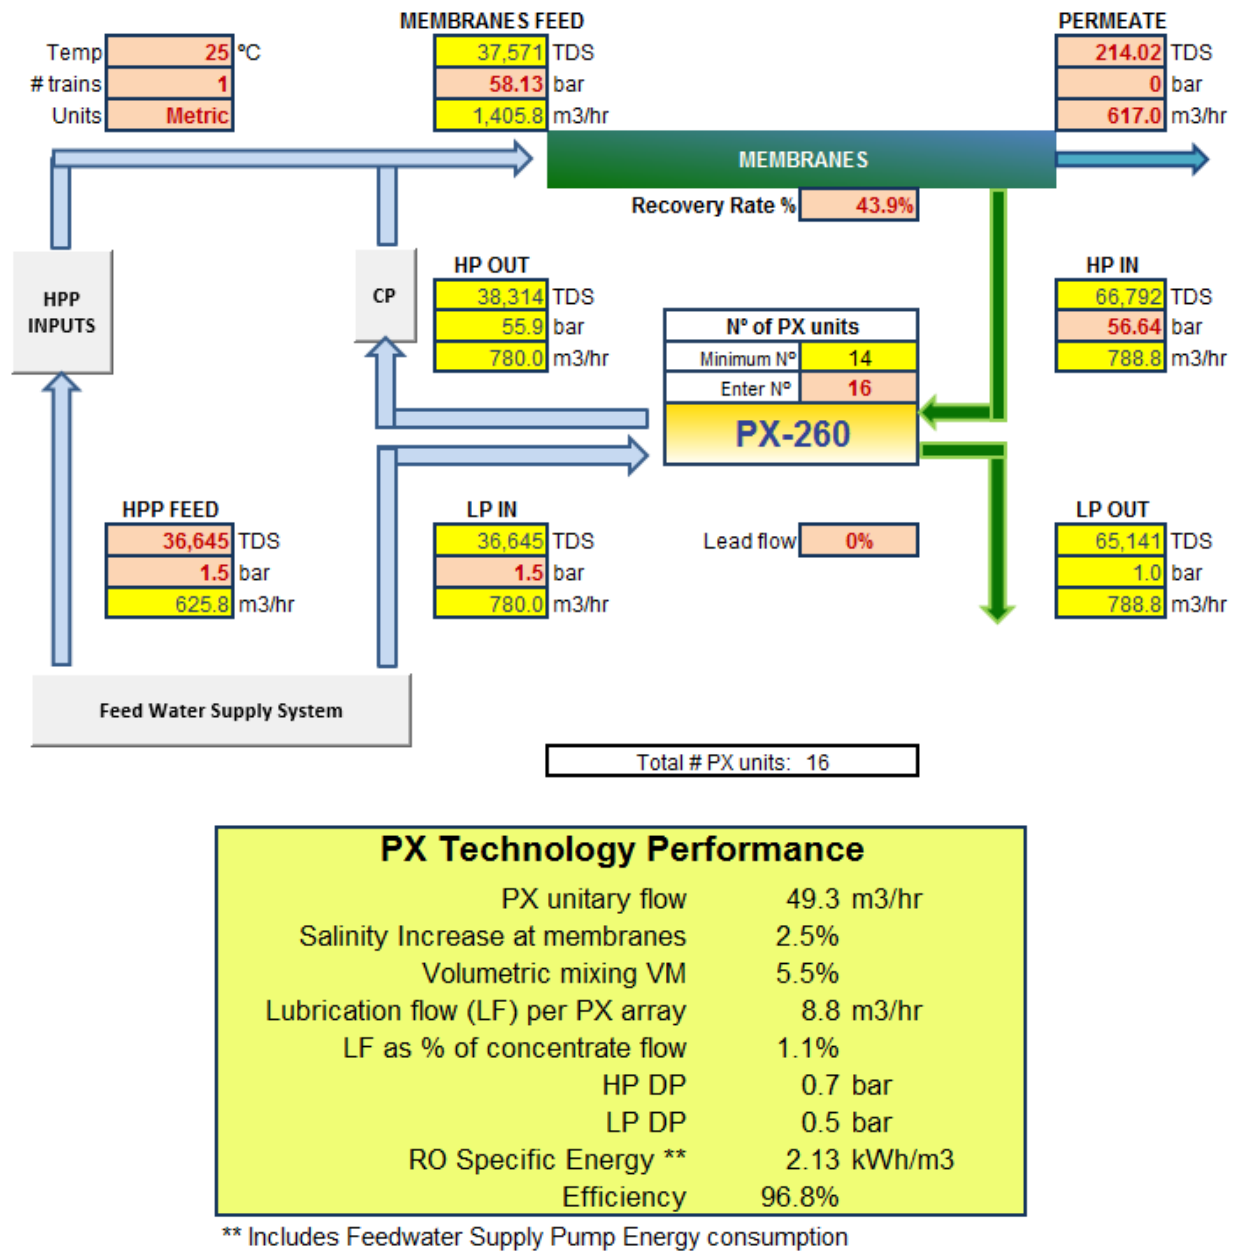 MEMBRANES FEED
PERMEATE
Temp 25 ºC
37,571 TDS
214.02 TDS
# trains 1
58.13 bar
0 bar
Units Metric
1,405.8 m3/hr
617.0 m3/hr
MEMBRANES
Recovery Rate % 43.9%
HPP
INPUTS
CP
HP OUT
38,314 TDS
55.9 bar
780.0 m3/hr
Nº of PX units
Minimum Nº 14
Enter Nº 16
PX-260
HP IN
66,792 TDS
56.64 bar
788.8 m3/hr
HPP FEED
36,645 TDS
1.5 bar
625.8 m3/hr
LP IN
36,645 TDS
1.5 bar
780.0 m3/hr
Lead flow 0%
LP OUT
65,141 TDS
1.0 bar
788.8 m3/hr
Feed Water Supply System
Total # PX units: 16
PX Technology Performance
PX unitary flow 49.3 m3/hr
Salinity Increase at membranes 2.5%
Volumetric mixing VM 5.5%
Lubrication flow (LF) per PX array 8.8 m3/hr
LF as % of concentrate flow 1.1%
HP DP 0.7 bar
LP DP 0.5 bar
RO Specific Energy ** 2.13 kWh/m3
Efficiency 96.8%
** Includes Feedwater Supply Pump Energy consumption